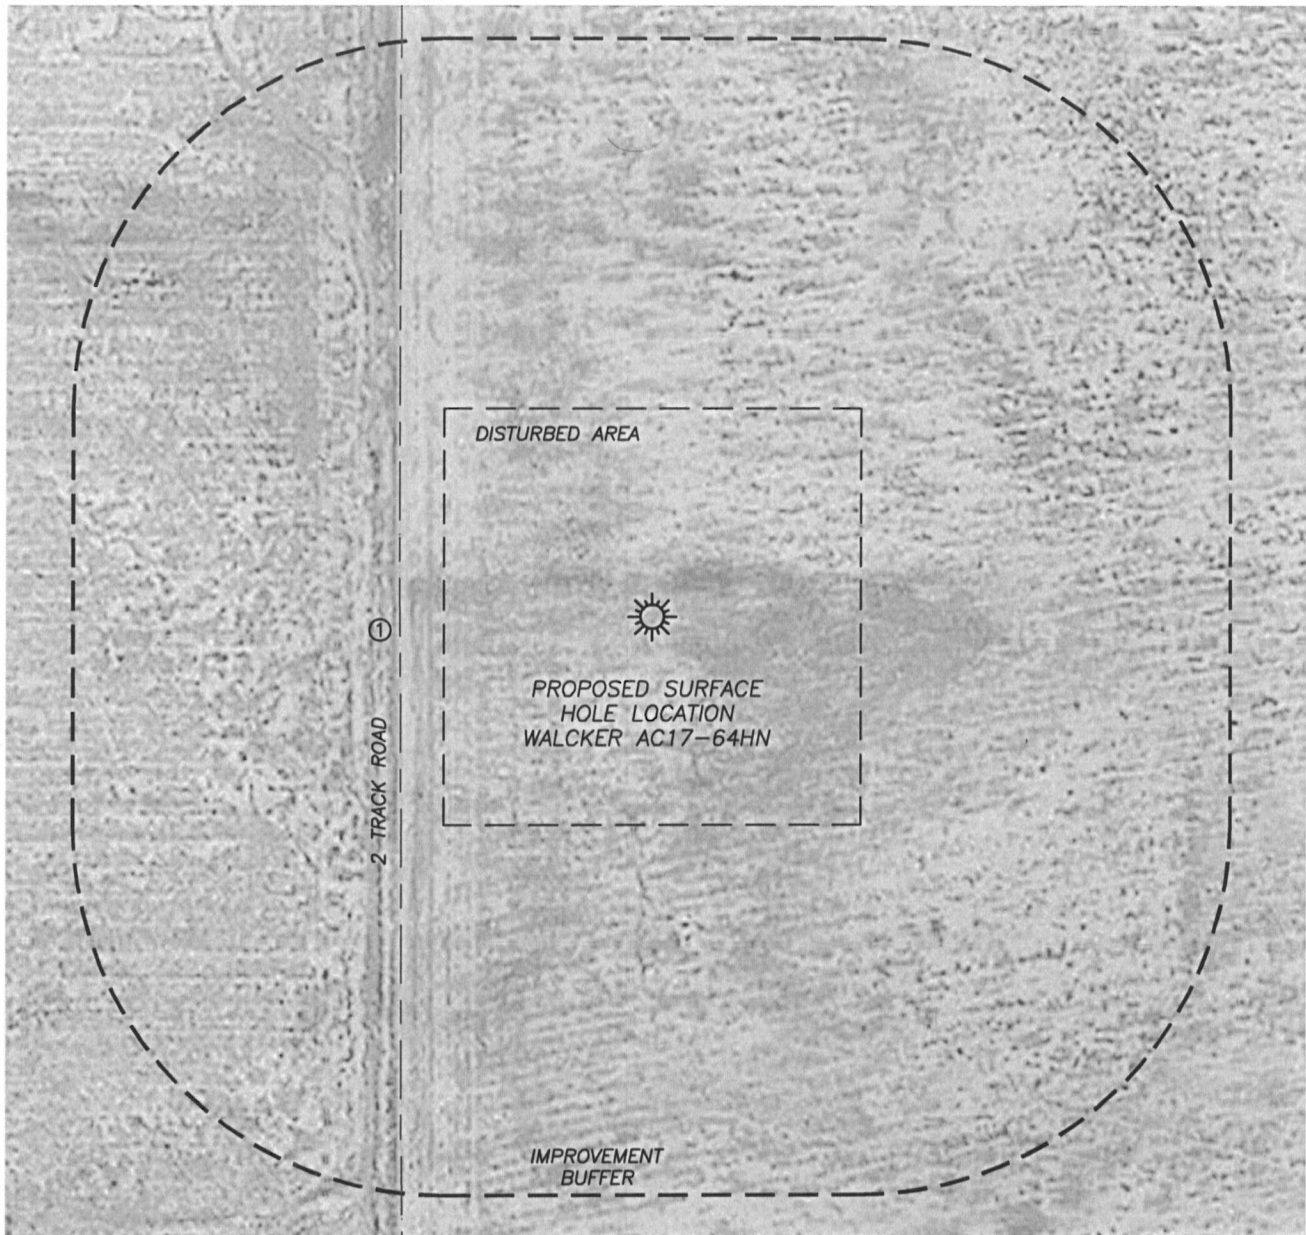 DISTURBED AREA
①
PROPOSED SURFACE
HOLE LOCATION
WALCKER AC17-64HN
2-TRACK ROAD
IMPROVEMENT
BUFFER